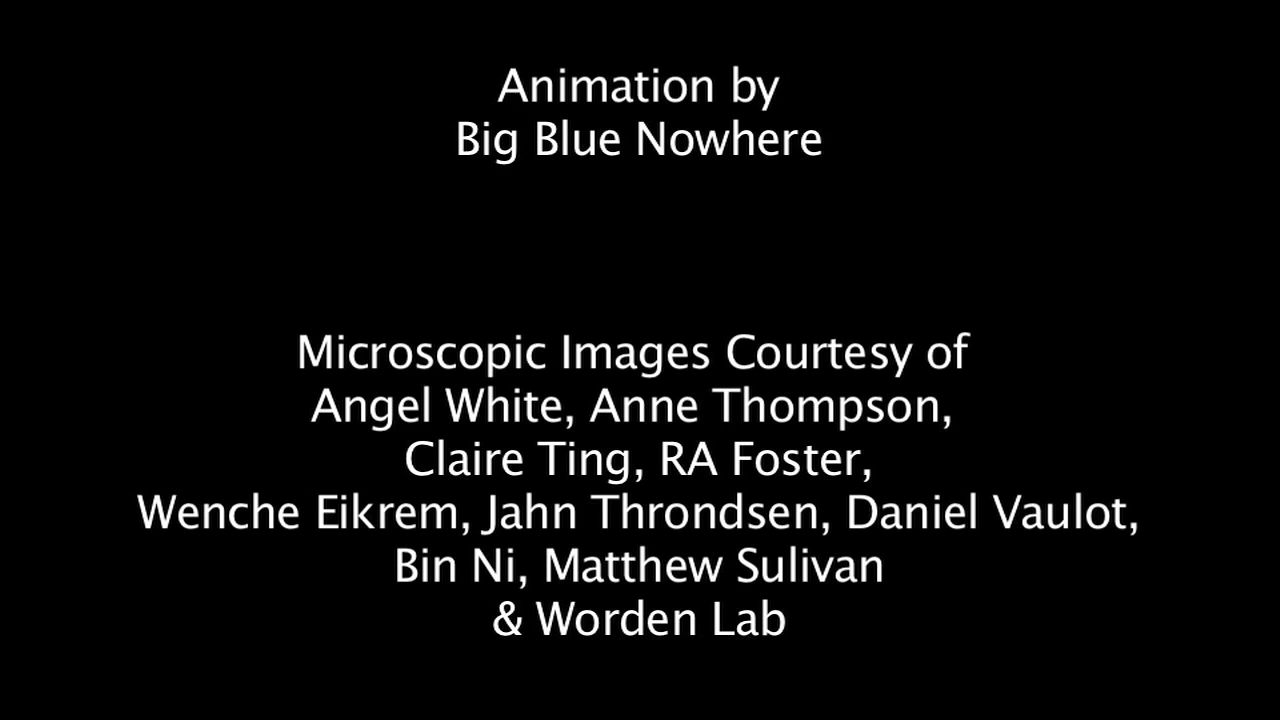 Animation by
Big Blue Nowhere
Microscopic Images Courtesy of
Angel White, Anne Thompson,
Claire Ting, RA Foster,
Wenche Eikrem, Jahn Throndsen, Daniel Vaulot,
Bin Ni, Matthew Sulivan
& Worden Lab